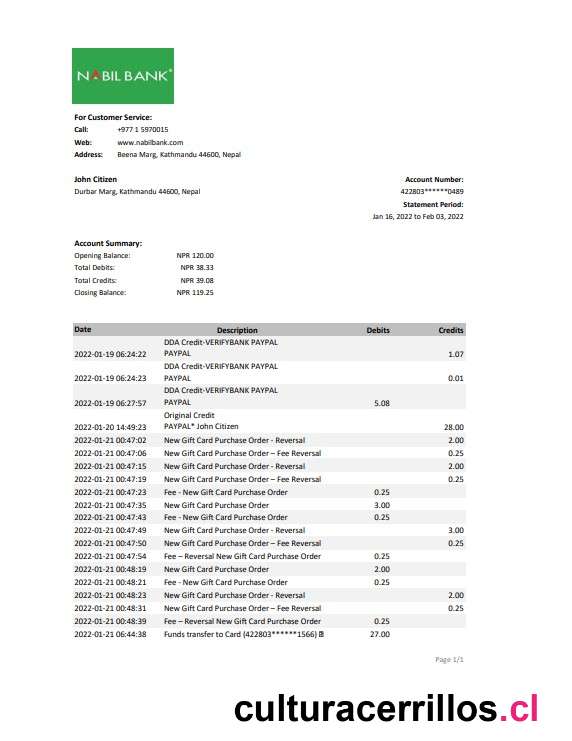 NABIL BANK
For Customer Service:
Call: +977 1 5970015
Web: www.nabilbank.com
Address: Beena Marg, Kathmandu 44600, Nepal
John Citizen Account Number:
Durbar Marg, Kathmandu 44600, Nepal 422803******0489
Statement Period:
Jan 16, 2022 to Feb 03, 2022
Account Summary:
Opening Balance: NPR 120.00
Total Debits: NPR 38.33
Total Credits: NPR 39.08
Closing Balance: NPR 119.25
Date Description Debits Credits
DDA Credit-VERIFYBANK PAYPAL
2022-01-19 06:24:22 PAYPAL 1.07
DDA Credit-VERIFYBANK PAYPAL
2022-01-19 06:24:23 PAYPAL 0.01
DDA Credit-VERIFYBANK PAYPAL
2022-01-19 06:27:57 PAYPAL 5.08
Original Credit
2022-01-20 14:49:23 PAYPAL* John Citizen 28.00
2022-01-21 00:47:02 New Gift Card Purchase Order - Reversal 2.00
2022-01-21 00:47:06 New Gift Card Purchase Order – Fee Reversal 0.25
2022-01-21 00:47:15 New Gift Card Purchase Order - Reversal 2.00
2022-01-21 00:47:19 New Gift Card Purchase Order – Fee Reversal 0.25
2022-01-21 00:47:23 Fee - New Gift Card Purchase Order 0.25
2022-01-21 00:47:35 New Gift Card Purchase Order 3.00
2022-01-21 00:47:43 Fee - New Gift Card Purchase Order 0.25
2022-01-21 00:47:49 New Gift Card Purchase Order - Reversal 3.00
2022-01-21 00:47:50 New Gift Card Purchase Order – Fee Reversal 0.25
2022-01-21 00:47:54 Fee – Reversal New Gift Card Purchase Order 0.25
2022-01-21 00:48:19 New Gift Card Purchase Order 2.00
2022-01-21 00:48:21 Fee - New Gift Card Purchase Order 0.25
2022-01-21 00:48:23 New Gift Card Purchase Order - Reversal 2.00
2022-01-21 00:48:31 New Gift Card Purchase Order – Fee Reversal 0.25
2022-01-21 00:48:39 Fee – Reversal New Gift Card Purchase Order 0.25
2022-01-21 06:44:38 Funds transfer to Card (422803******1566) 27.00
Page 1/1
culturacerrillos.cl